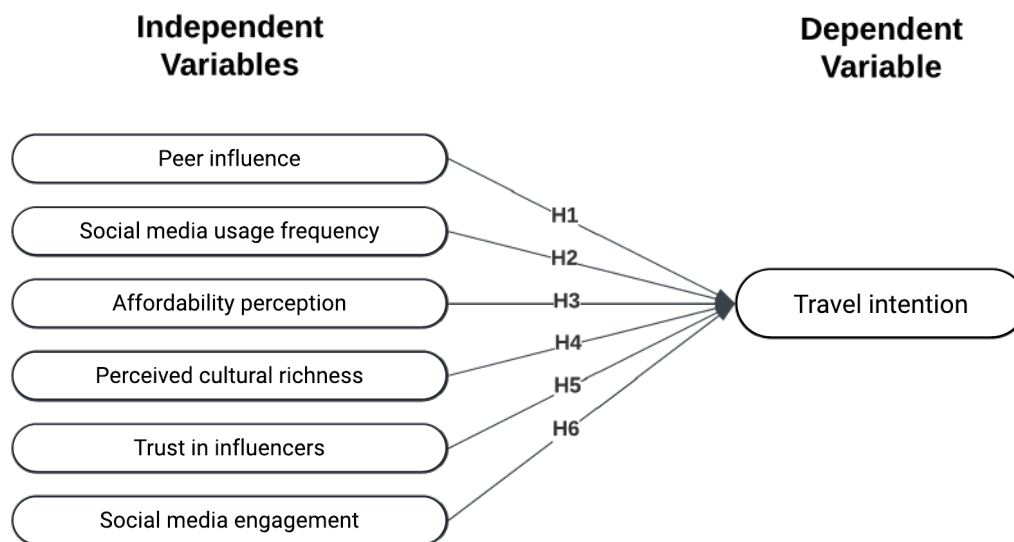 Independent
Variables
Dependent
Variable
Peer influence
Social media usage frequency
Affordability perception
Perceived cultural richness
Trust in influencers
Social media engagement
H1
H2
H3
H4
H5
H6
Travel intention